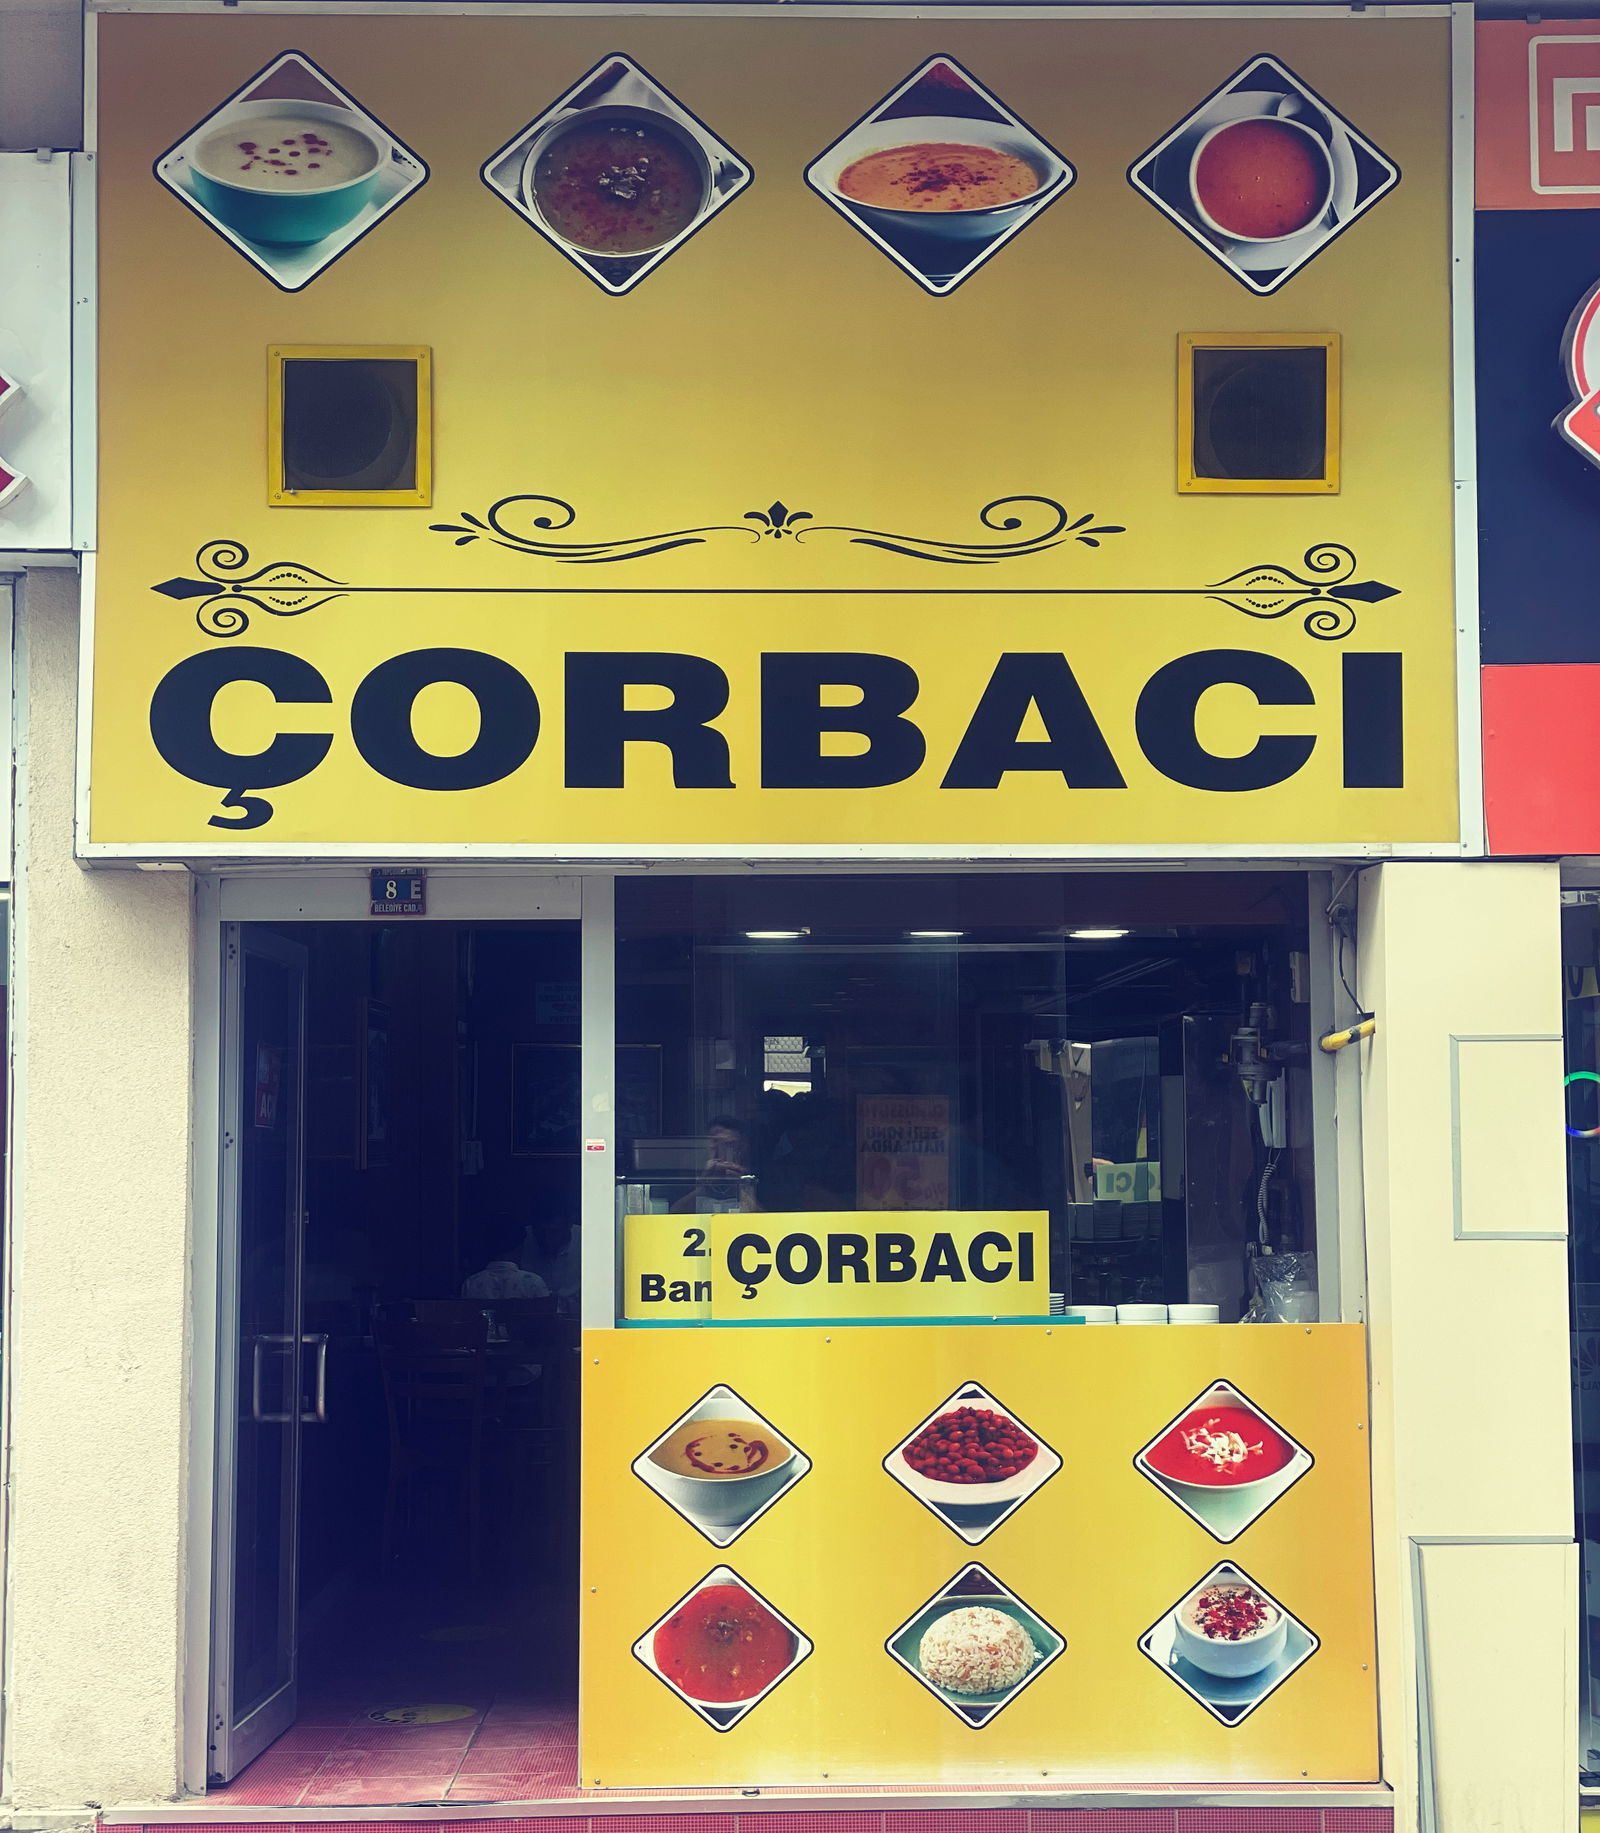 ÇORBACI
8 E
BELEDİYE CAD.
2.
Ban
ÇORBACI